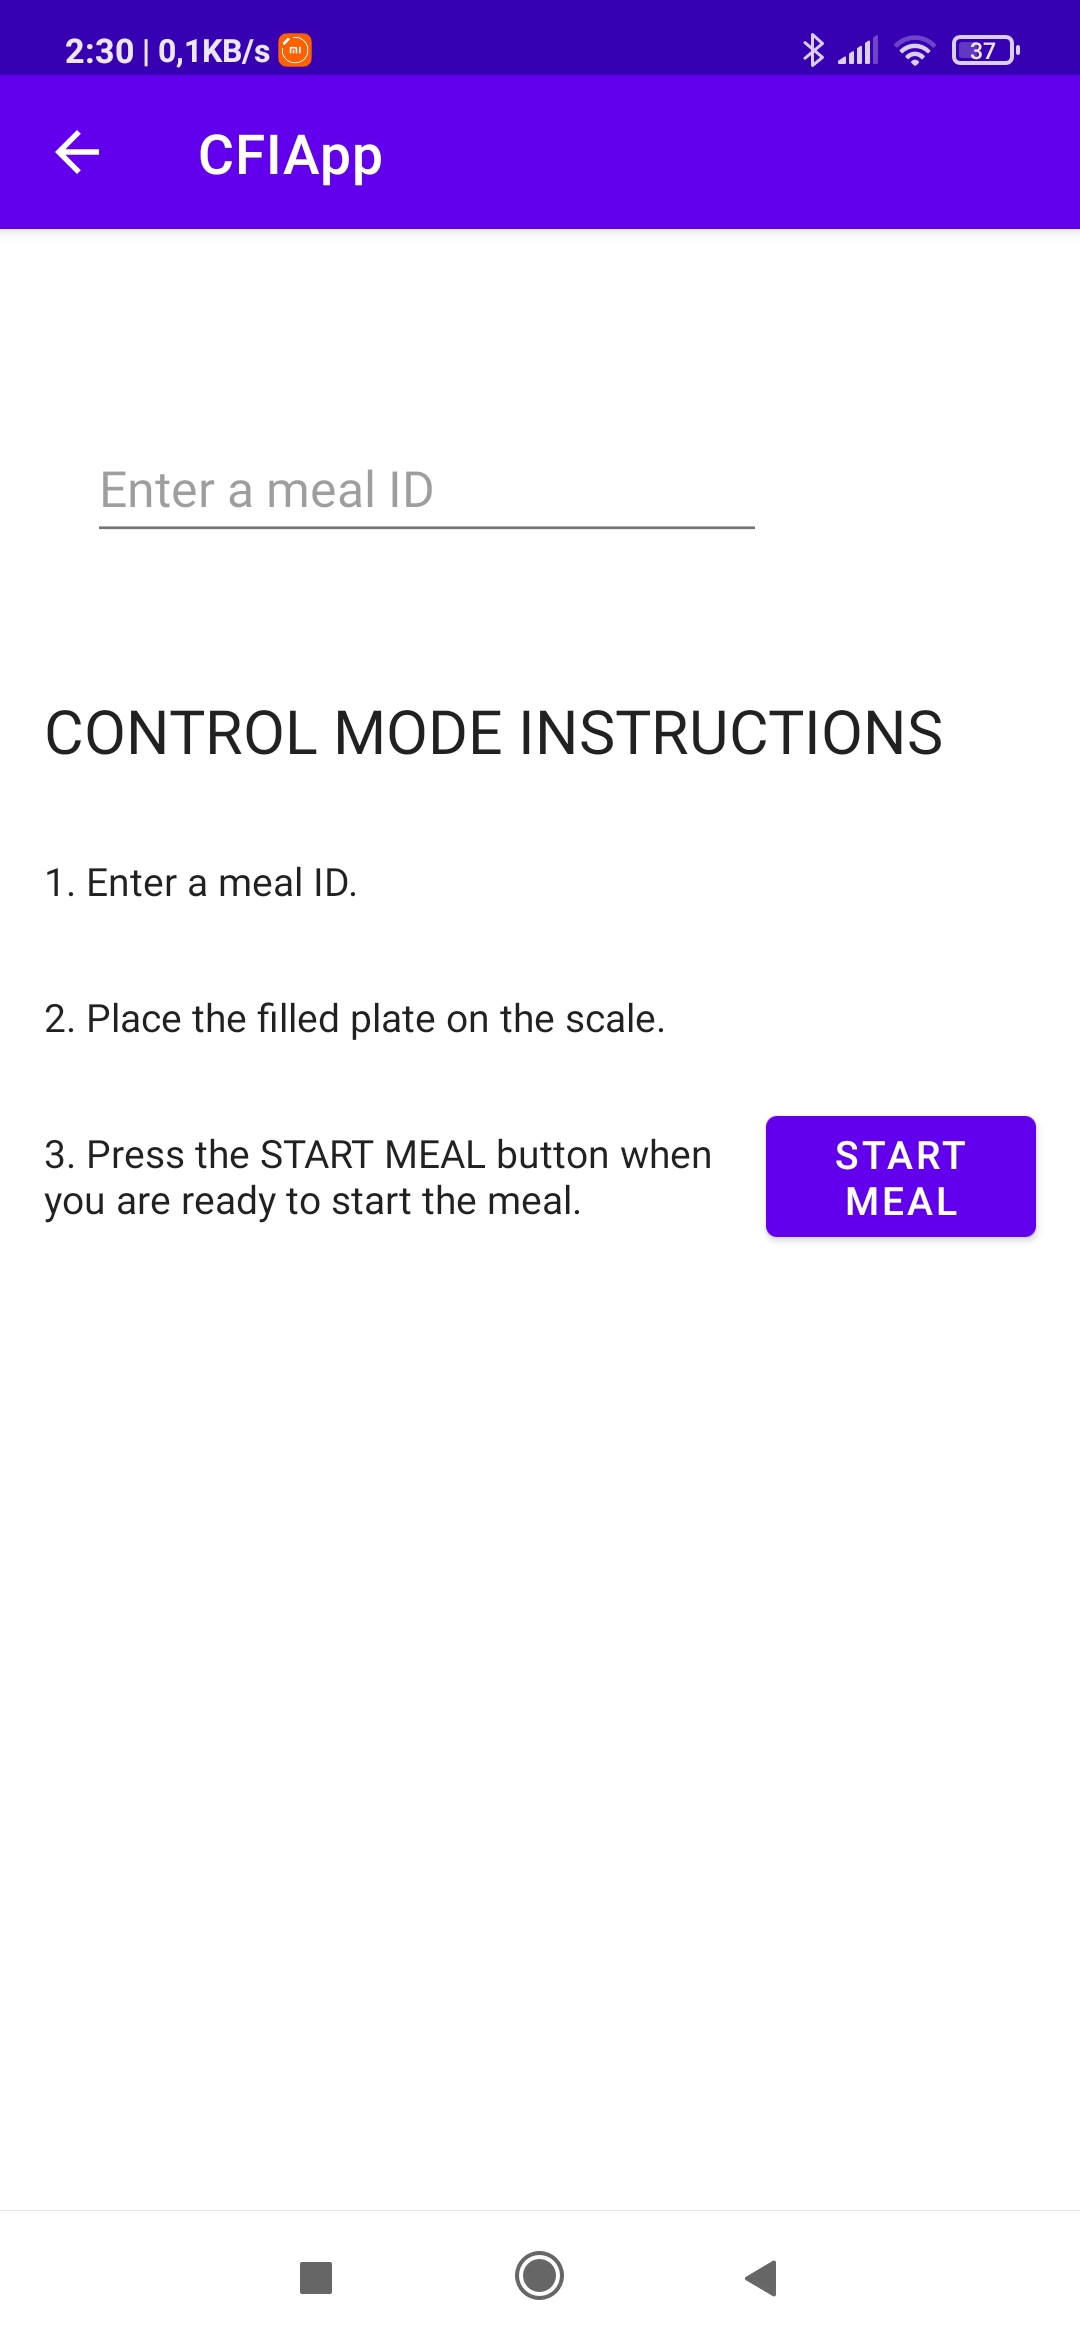 2:30 | 0,1KB/s
37
CFIApp
Enter a meal ID
CONTROL MODE INSTRUCTIONS
1. Enter a meal ID.
2. Place the filled plate on the scale.
3. Press the START MEAL button when
you are ready to start the meal.
START
MEAL